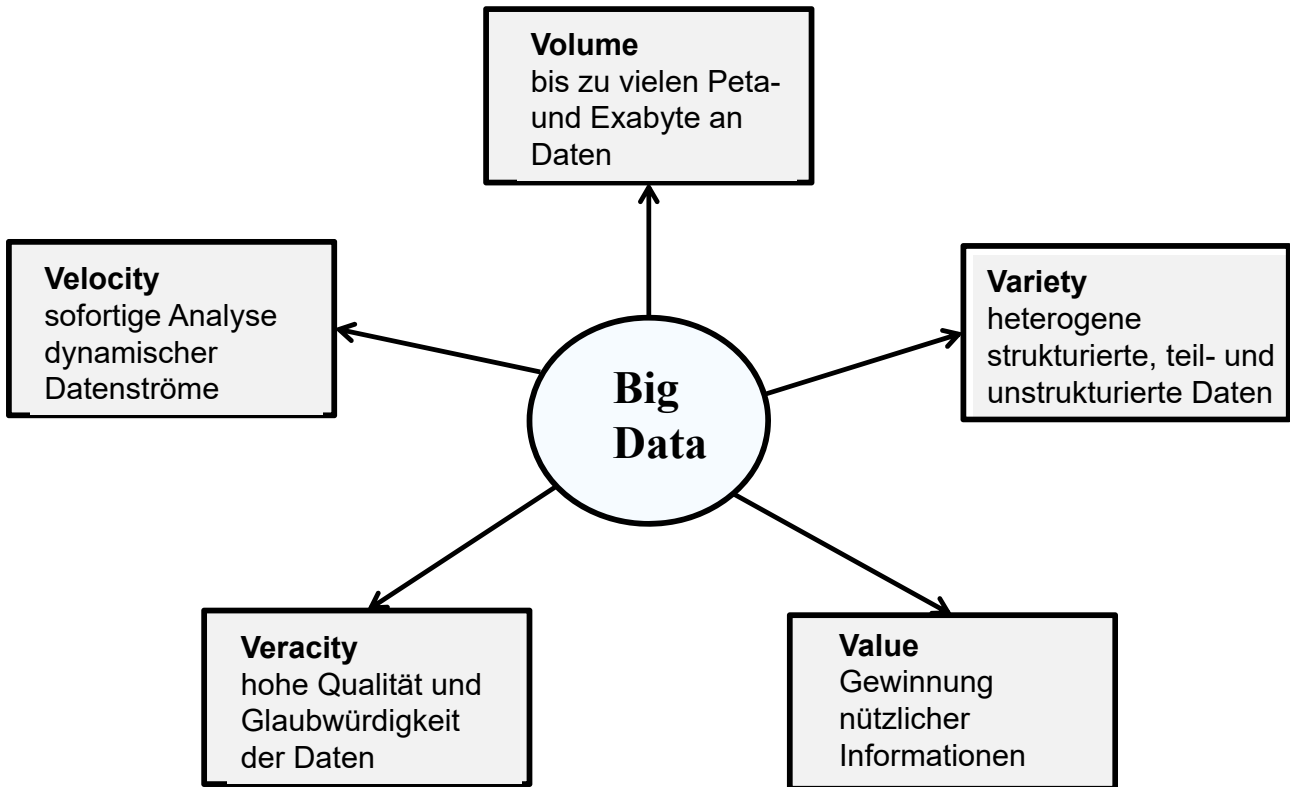 Volume
bis zu vielen Peta-
und Exabyte an
Daten
Velocity
sofortige Analyse
dynamischer
Datenströme
Variety
heterogene
strukturierte, teil- und
unstrukturierte Daten
Big
Data
Veracity
hohe Qualität und
Glaubwürdigkeit
der Daten
Value
Gewinnung
nützlicher
Informationen